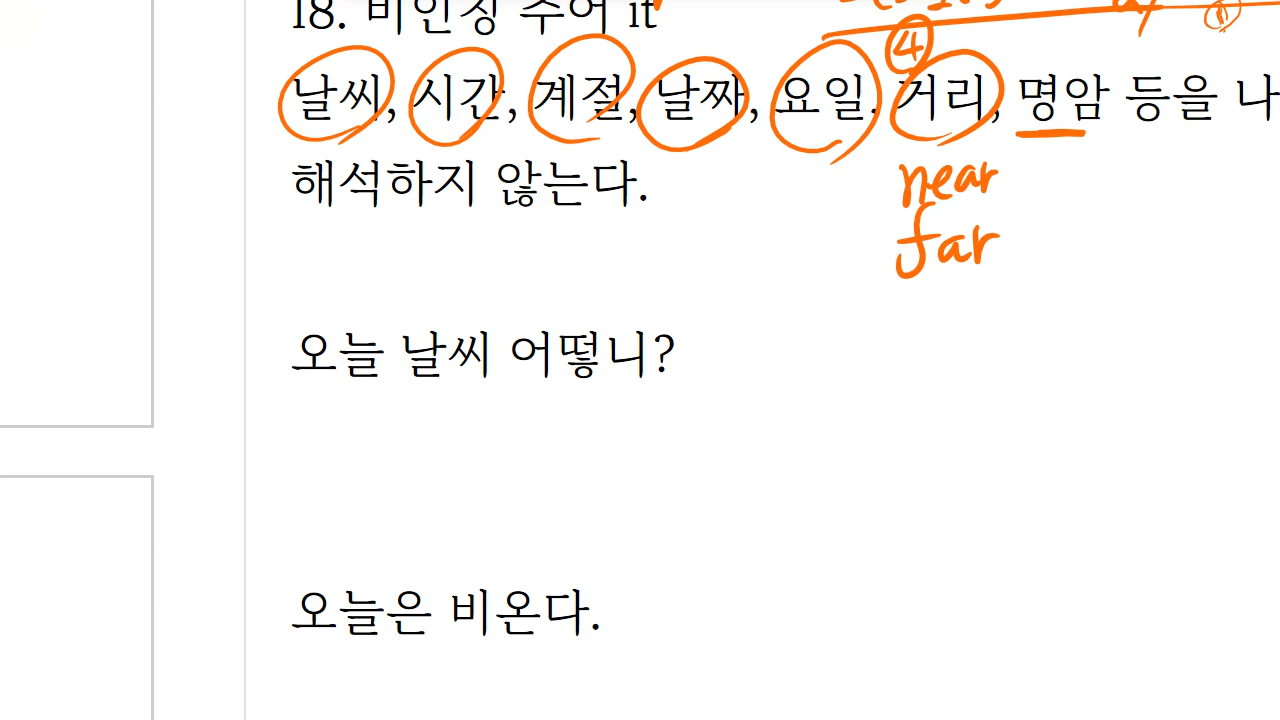 18. 비인칭 주어 it
④
날씨, 시간, 계절, 날짜, 요일. 거리, 명암 등을 나
해석하지 않는다.
near
far
오늘 날씨 어떻니?
오늘은 비온다.